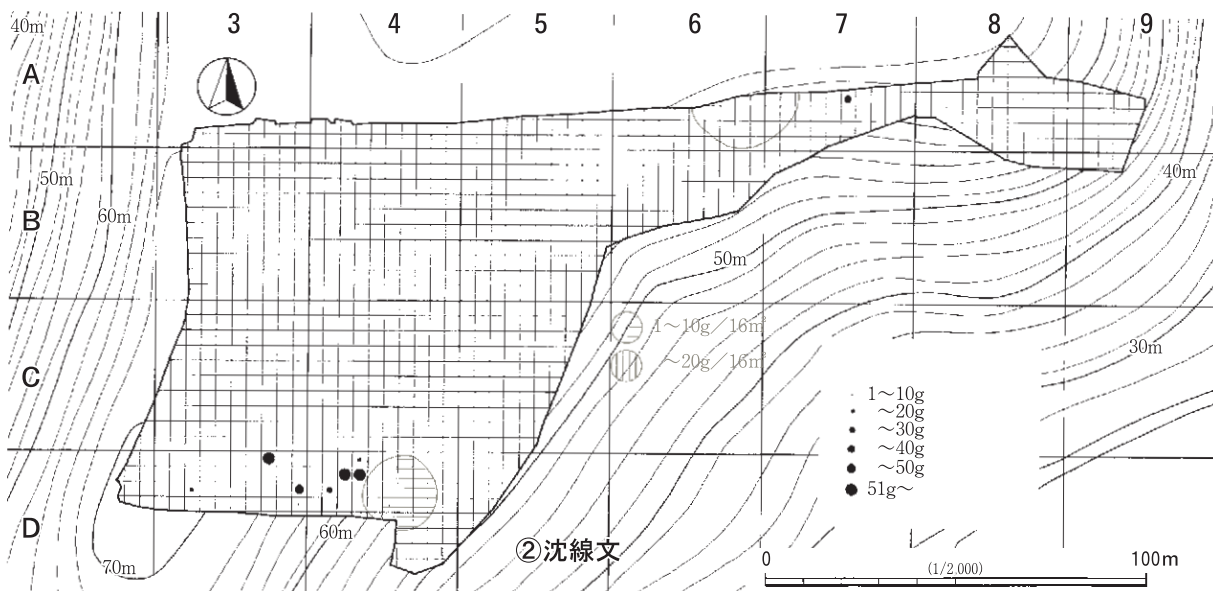 3 4 5 6 7 8 9
40m
A
50m
60m
40m
B
50m
1～10g／16㎡
～20g／16㎡
30m
C
1～10g
～20g
～30g
～40g
～50g
51g～
60m
D
70m
②沈線文
0 100m
(1/2,000)